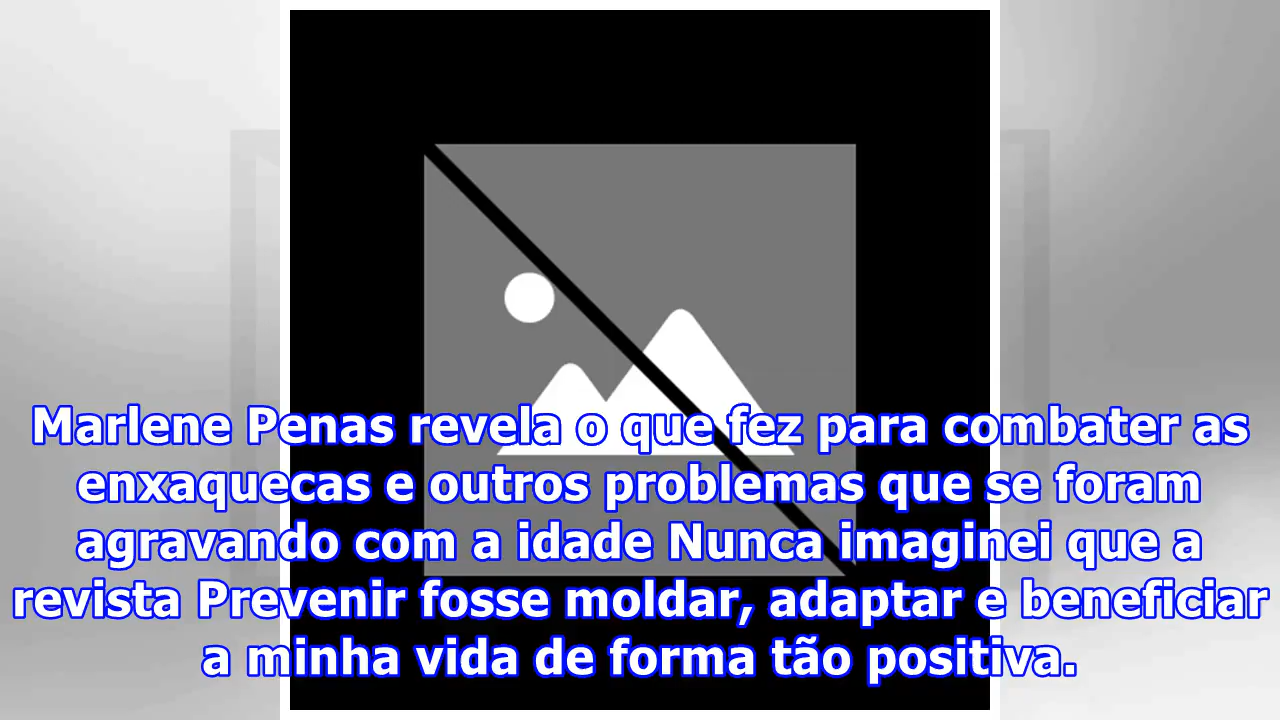 Marlene Penas revela o que fez para combater as
enxaquecas e outros problemas que se foram
agravando com a idade Nunca imaginei que a
revista Prevenir fosse moldar, adaptar e beneficiar
a minha vida de forma tão positiva.